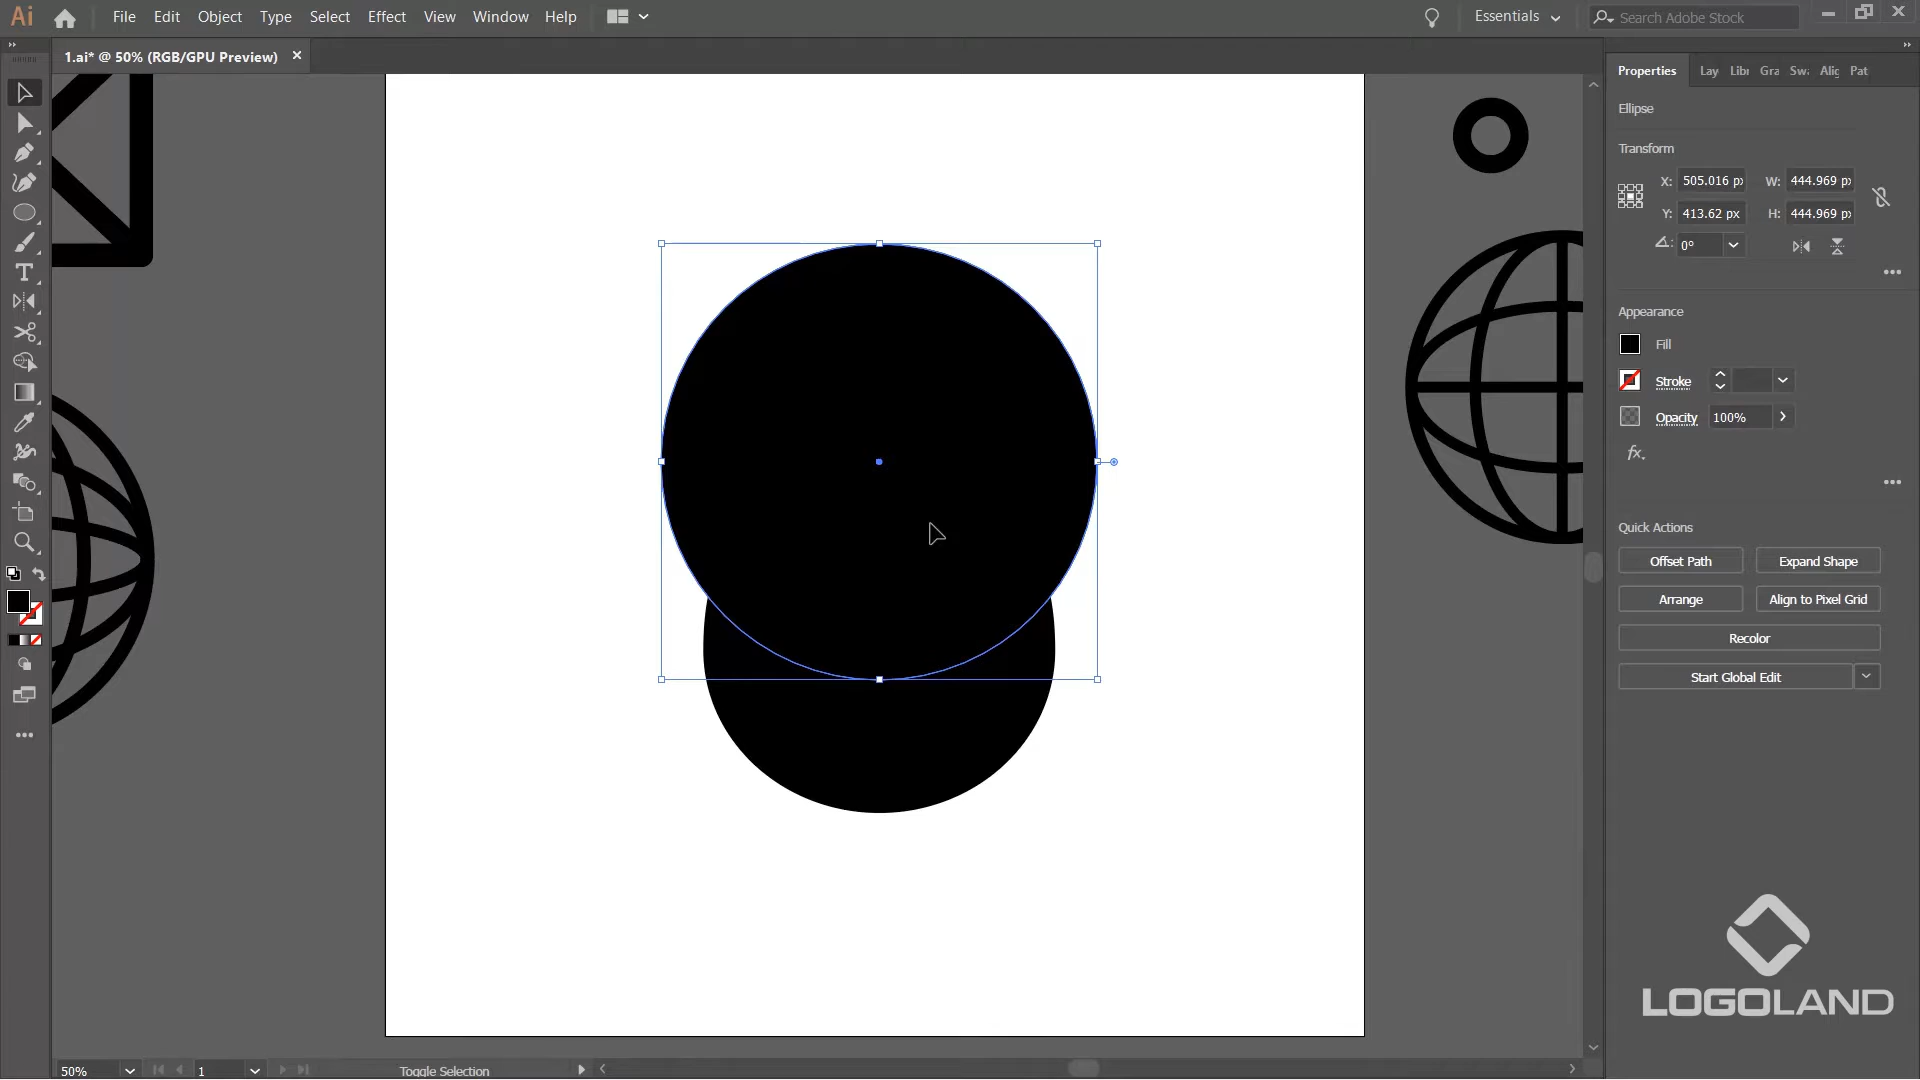 Ai File Edit Object Type Select Effect View Window Help Essentials Search Adobe Stock
1.ai* @ 50% (RGB/GPU Preview)
Properties Lay Libr Gra Swa Alig Pat
Ellipse
Transform
X: 505.016 px W: 444.969 px
Y: 413.62 px H: 444.969 px
0°
Appearance
Fill
Stroke
Opacity 100%
fx.
Quick Actions
Offset Path Expand Shape
Arrange Align to Pixel Grid
Recolor
Start Global Edit
LOGOLAND
50% 1 Toggle Selection